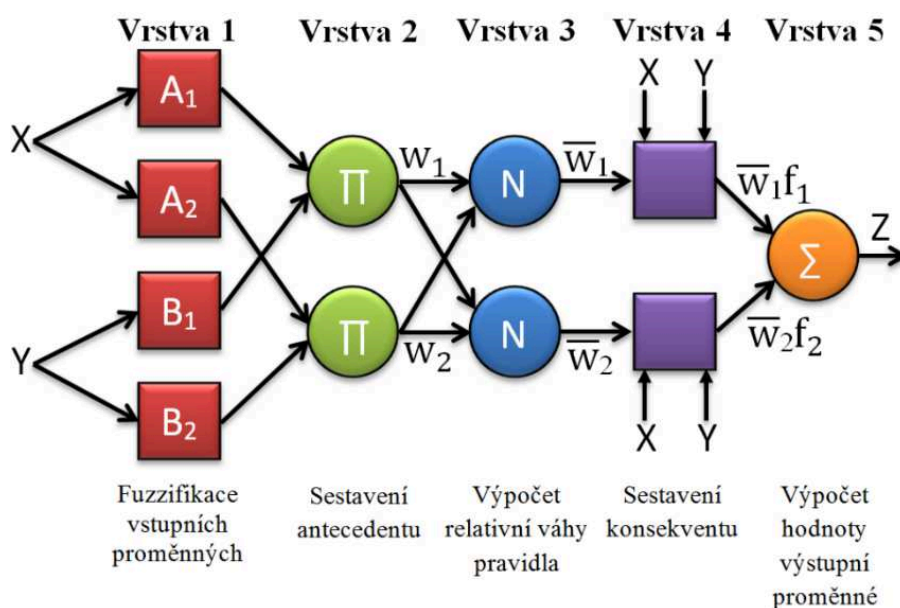 Vrstva 1 Vrstva 2 Vrstva 3 Vrstva 4 Vrstva 5
X Y
A₁
X
w₁ w̅₁
∏ N
w̅₁f₁
A₂
Z
∑
B₁
w̅₂f₂
∏ N
Y
w₂ w̅₂
B₂
X Y
Fuzzifikace
vstupních
proměnných
Sestavení
antecedentu
Výpočet
relativní váhy
pravidla
Sestavení
konsekventu
Výpočet
hodnoty
výstupní
proměnné